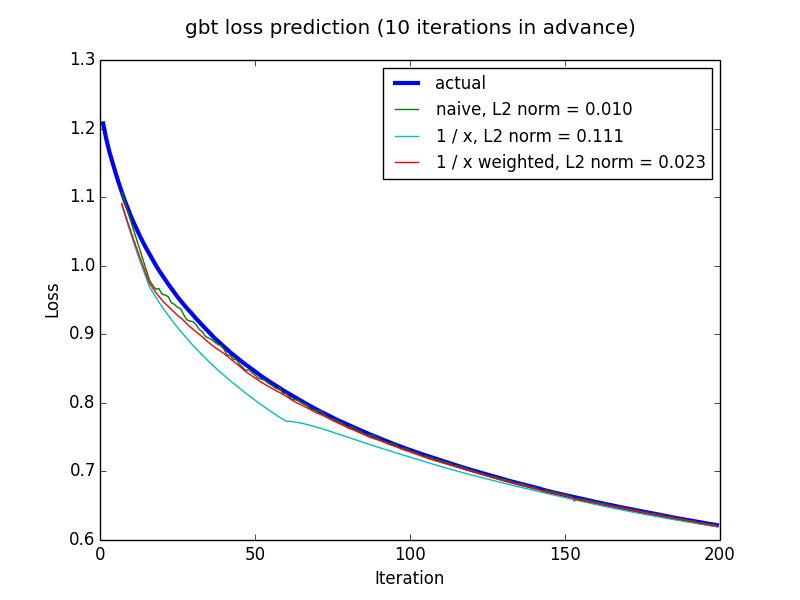 gbt loss prediction (10 iterations in advance)
1.3
1.2
1.1
1.0
0.9
0.8
0.7
0.6
Loss
actual
naive, L2 norm = 0.010
1 / x, L2 norm = 0.111
1 / x weighted, L2 norm = 0.023
0 50 100 150 200
Iteration